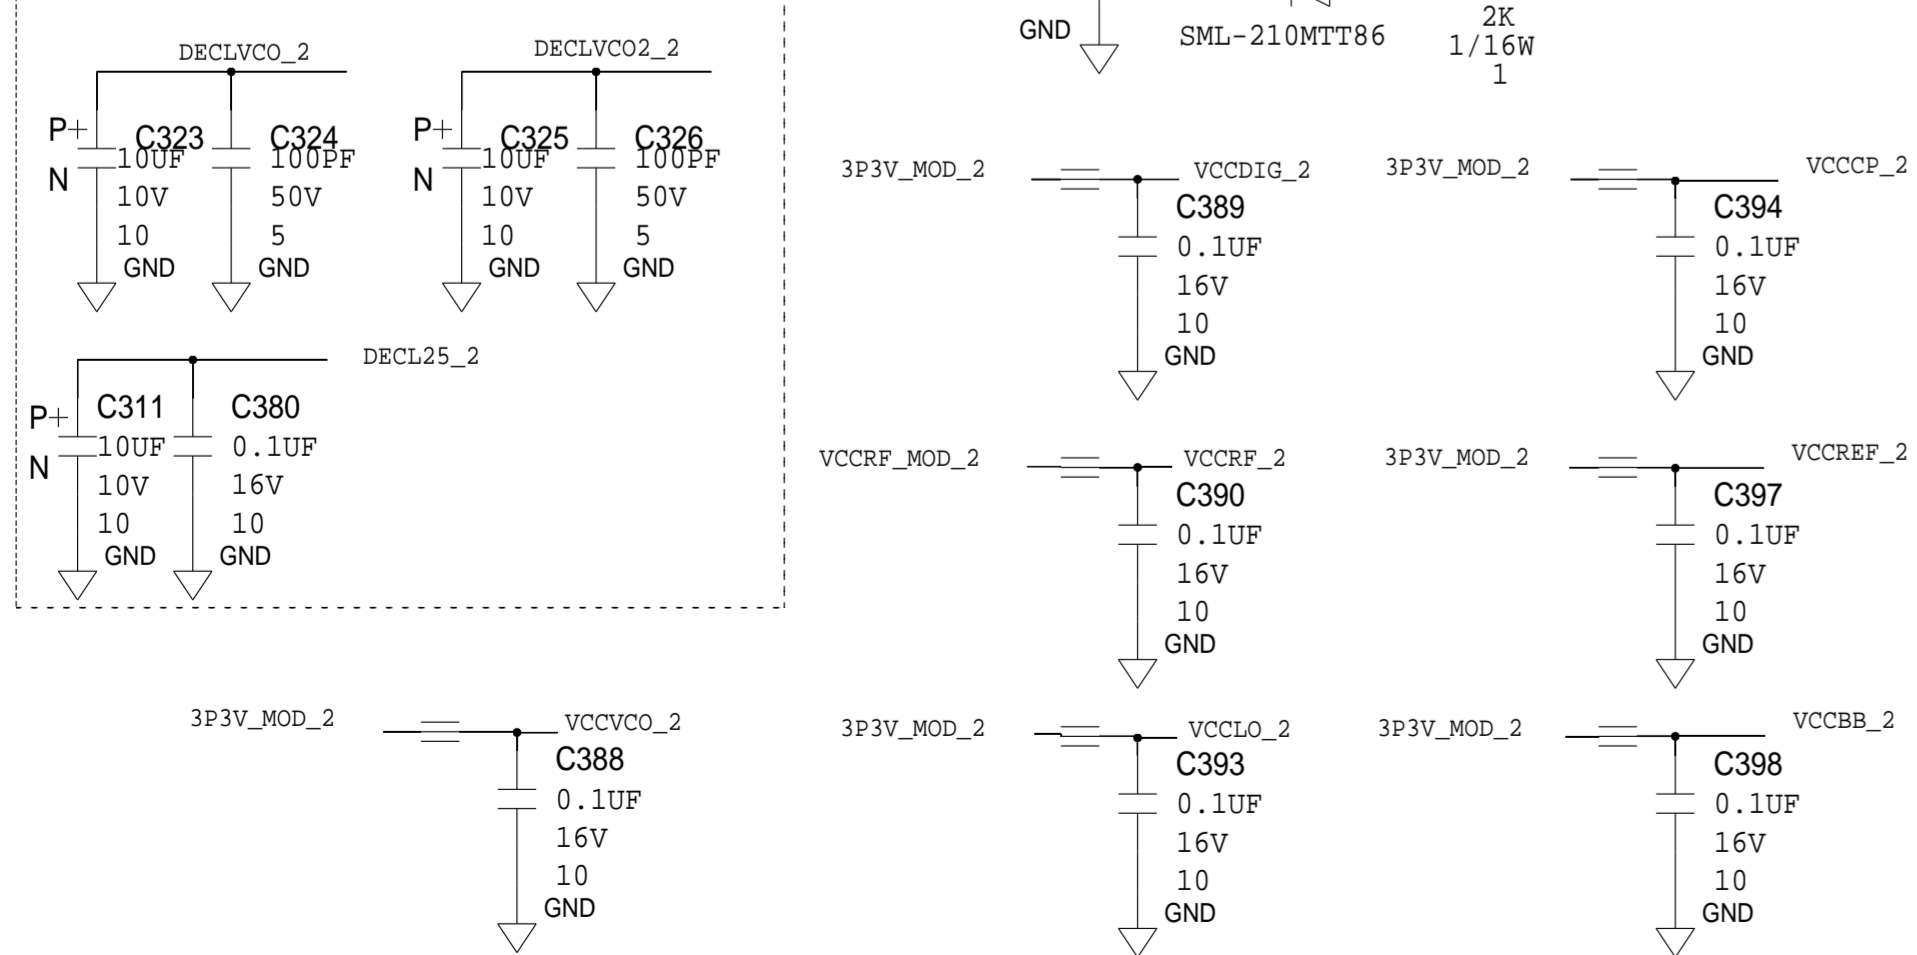 GND
SML-210MTT86
2K
1/16W
1
DECLVCO_2
P+
N
C323
10UF
10V
10
GND
C324
100PF
50V
5
GND
DECLVCO2_2
P+
N
C325
10UF
10V
10
GND
C326
100PF
50V
5
GND
DECL25_2
P+
N
C311
10UF
10V
10
GND
C380
0.1UF
16V
10
GND
3P3V_MOD_2
VCCVCO_2
C388
0.1UF
16V
10
GND
3P3V_MOD_2
VCCDIG_2
C389
0.1UF
16V
10
GND
3P3V_MOD_2
VCCCP_2
C394
0.1UF
16V
10
GND
VCCRF_MOD_2
VCCRF_2
C390
0.1UF
16V
10
GND
3P3V_MOD_2
VCCREF_2
C397
0.1UF
16V
10
GND
3P3V_MOD_2
VCCLO_2
C393
0.1UF
16V
10
GND
3P3V_MOD_2
VCCBB_2
C398
0.1UF
16V
10
GND